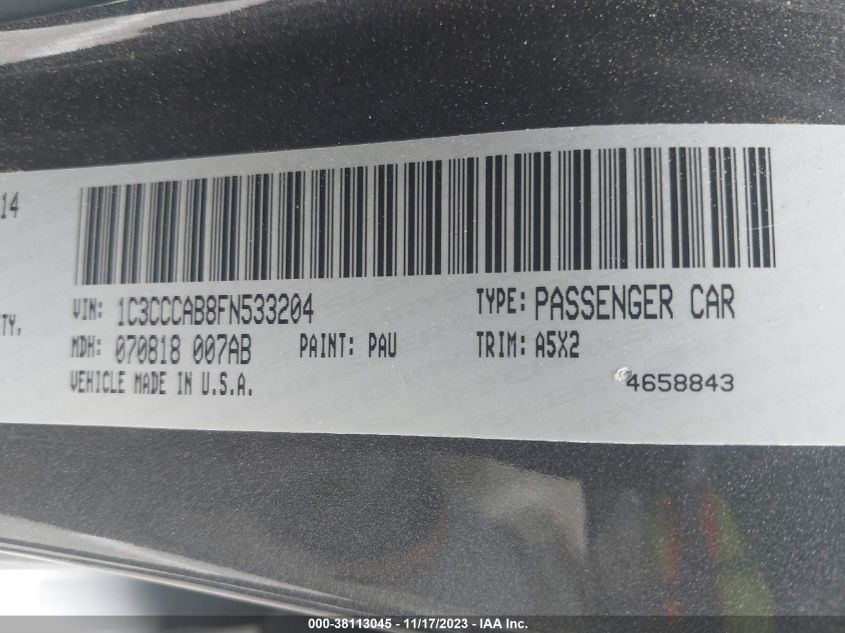 14
VIN: 1C3CCCAB8FN533204 TYPE: PASSENGER CAR
TY,
MDH: 070818 007AB PAINT: PAU TRIM: A5X2
VEHICLE MADE IN U.S.A. 4658843
000-38113045 - 11/17/2023 - IAA Inc.